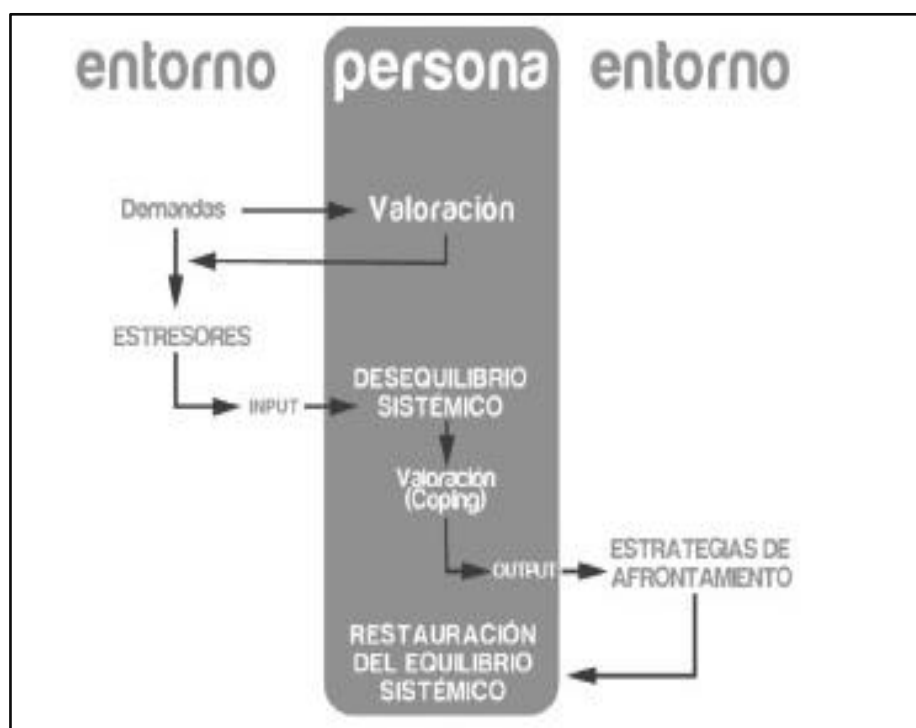 entorno persona entorno
Demandas Valoración
ESTRESORES
DESEQUILIBRIO
INPUT SISTÉMICO
Valoración
(Coping)
ESTRATEGIAS DE
OUTPUT AFRONTAMIENTO
RESTAURACIÓN
DEL EQUILIBRIO
SISTÉMICO